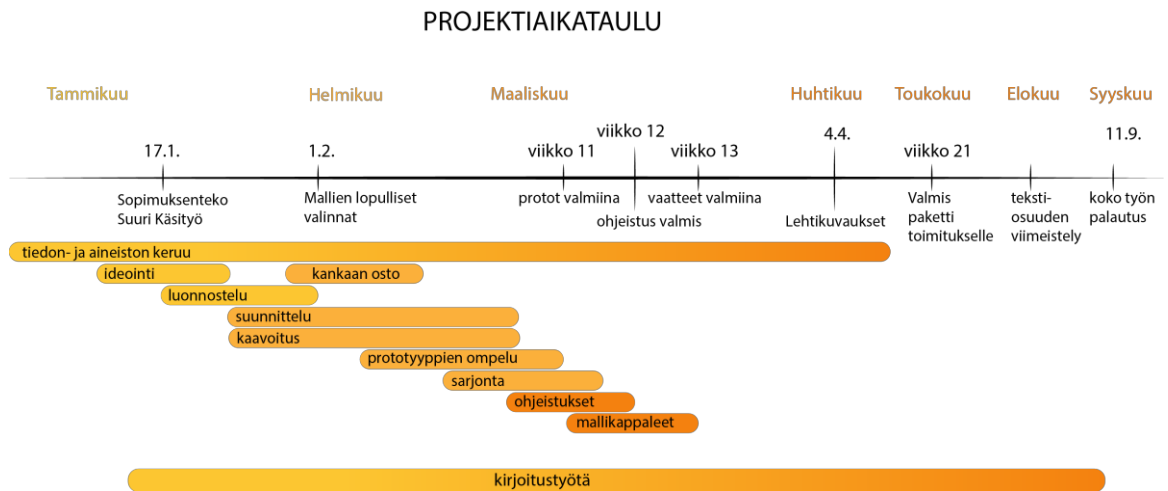 PROJEKTIAIKATAULU
Tammikuu
Helmikuu
Maaliskuu
Huhtikuu
Toukokuu
Elokuu
Syyskuu
17.1.
1.2.
viikko 11
viikko 12
viikko 13
4.4.
viikko 21
11.9.
Sopimuksenteko
Suuri Käsityö
Mallien lopulliset
valinnat
protot valmiina
ohjeistus valmis
vaatteet valmiina
Lehtikuvaukset
Valmis
paketti
toimitukselle
teksti-
osuuden
viimeistely
koko työn
palautus
tiedon- ja aineiston keruu
ideointi
kankaan osto
luonnostelu
suunnittelu
kaavoitus
prototyyppien ompelu
sarjonta
ohjeistukset
mallikappaleet
kirjoitustyötä